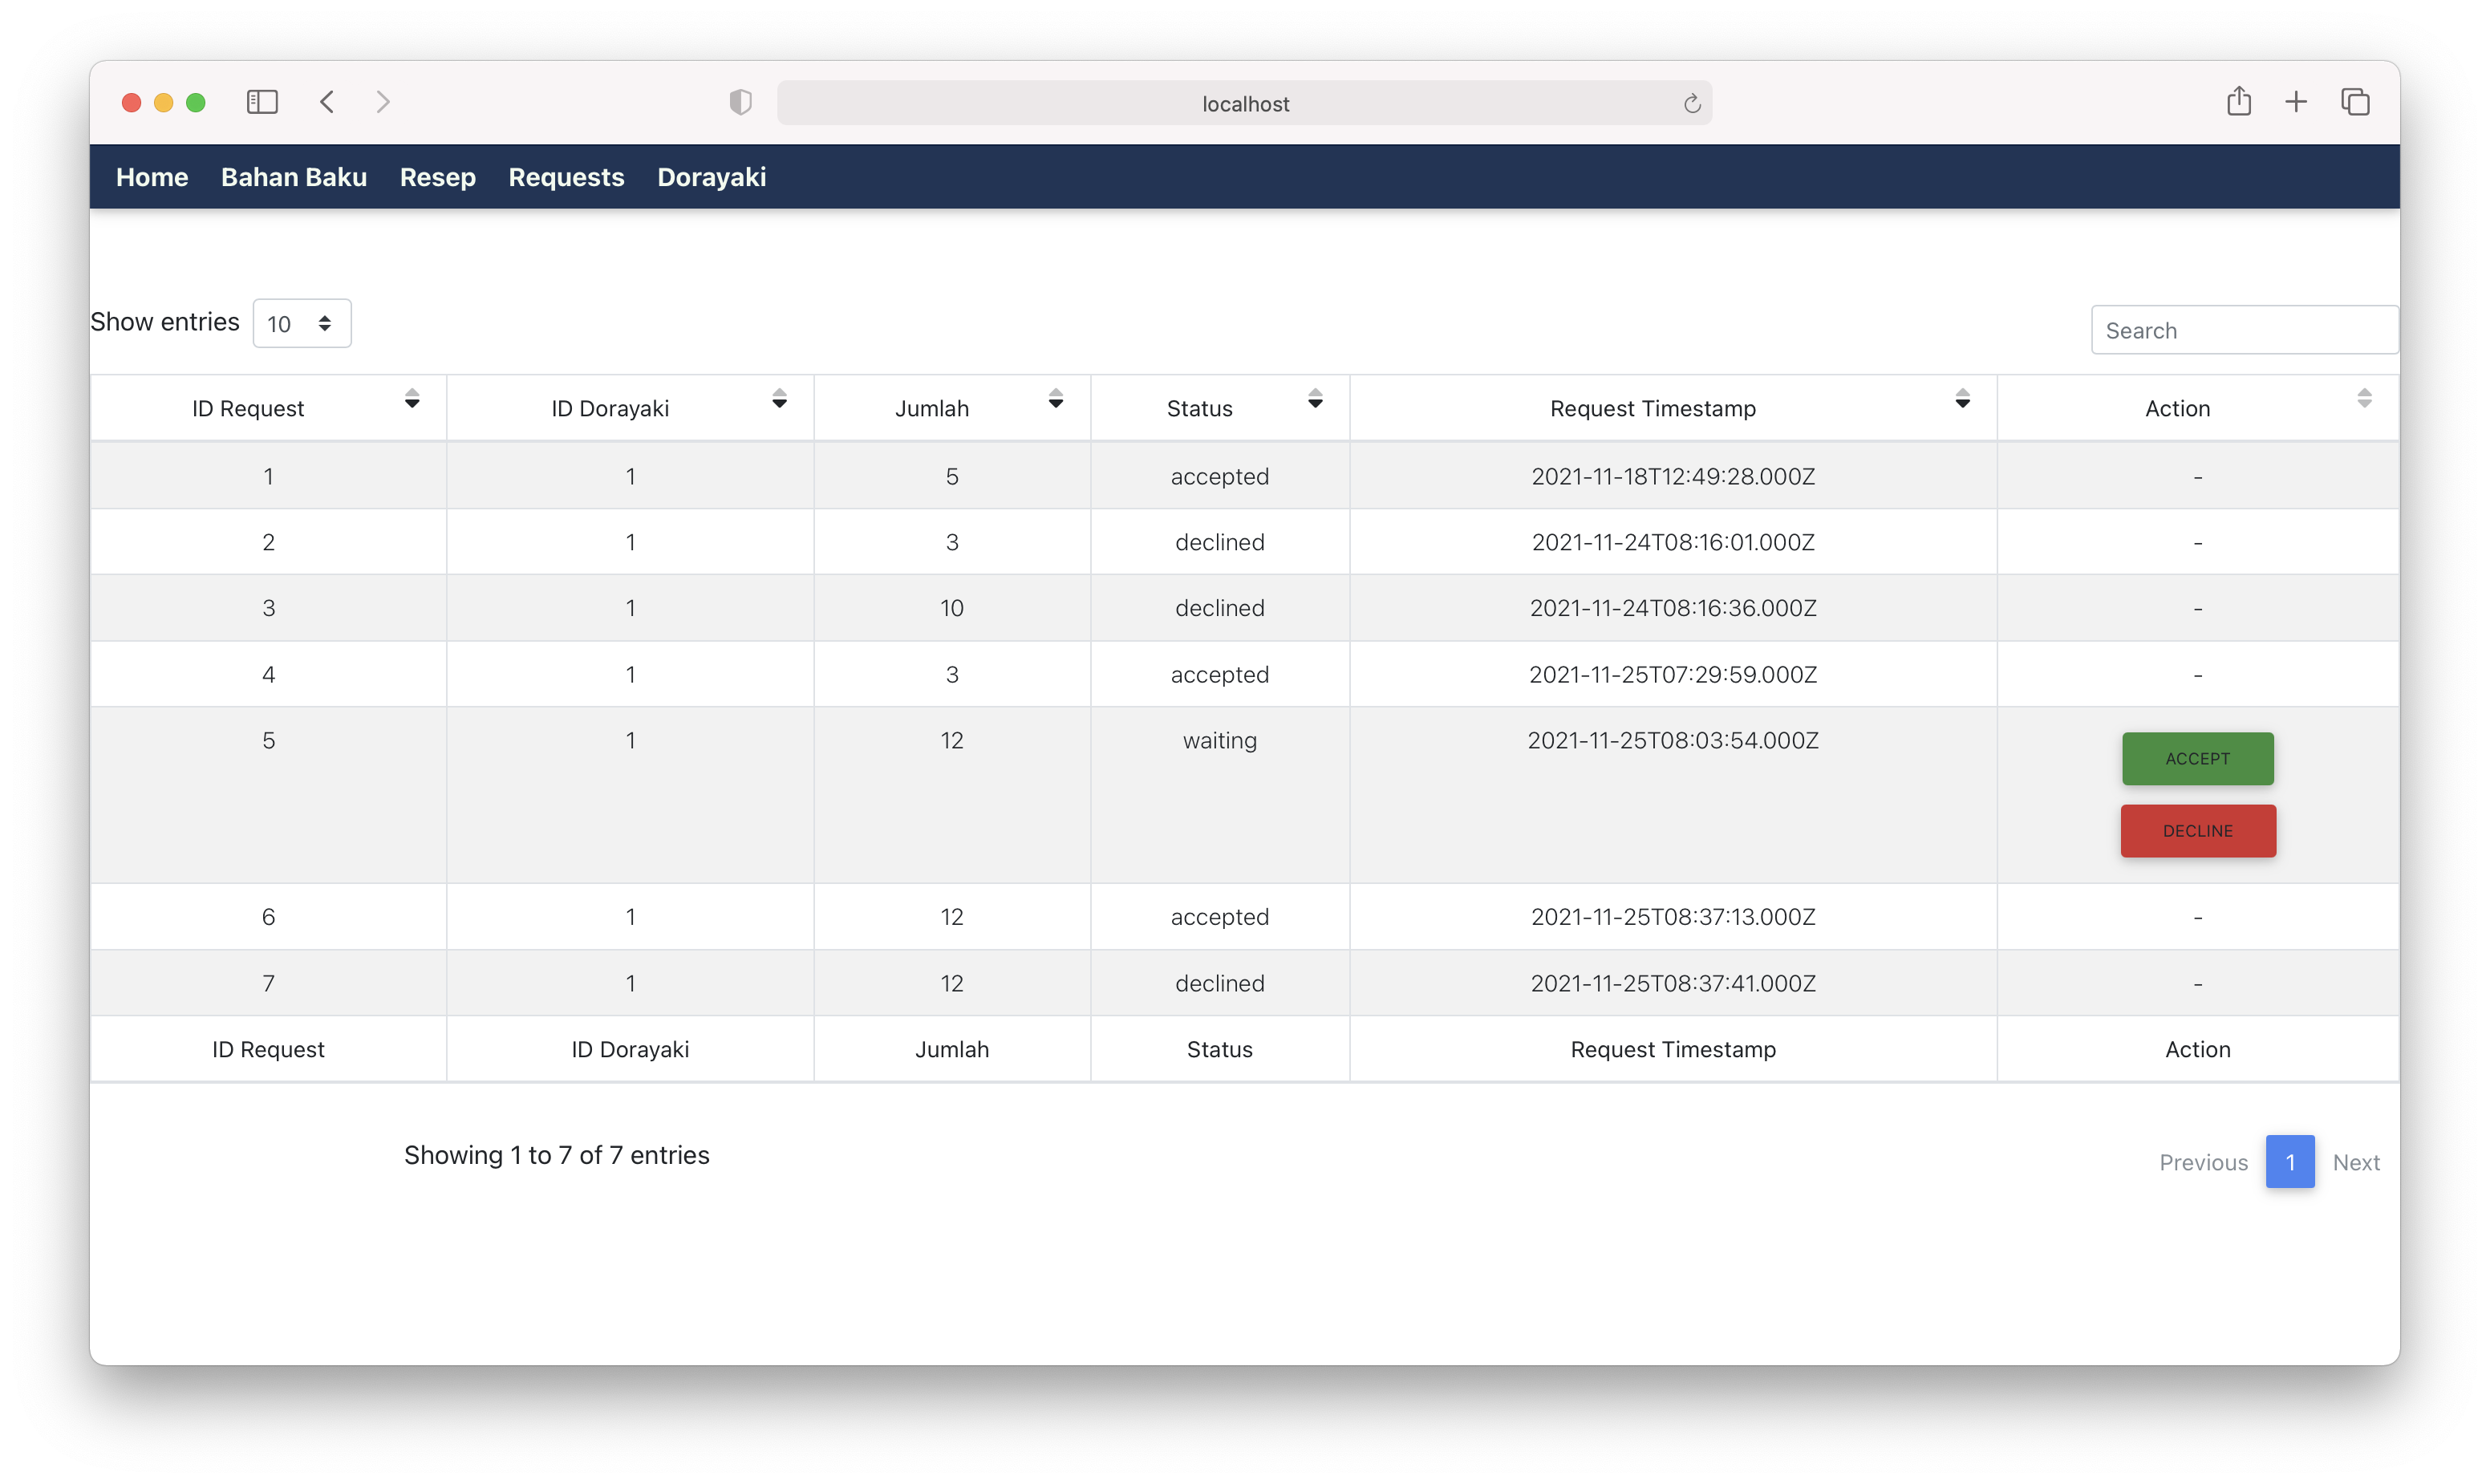 localhost
Home Bahan Baku Resep Requests Dorayaki
Show entries 10
Search
ID Request ID Dorayaki Jumlah Status Request Timestamp Action
1 1 5 accepted 2021-11-18T12:49:28.000Z -
2 1 3 declined 2021-11-24T08:16:01.000Z -
3 1 10 declined 2021-11-24T08:16:36.000Z -
4 1 3 accepted 2021-11-25T07:29:59.000Z -
5 1 12 waiting 2021-11-25T08:03:54.000Z ACCEPT
DECLINE
6 1 12 accepted 2021-11-25T08:37:13.000Z -
7 1 12 declined 2021-11-25T08:37:41.000Z -
ID Request ID Dorayaki Jumlah Status Request Timestamp Action
Showing 1 to 7 of 7 entries
Previous 1 Next